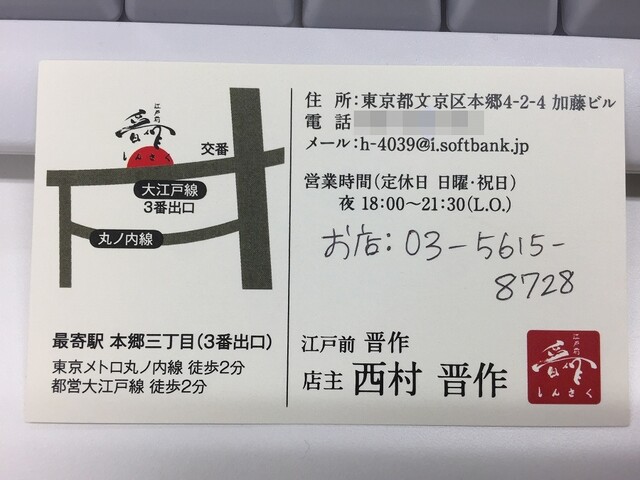 江戸前
晋作
しんさく
交番
大江戸線
3番出口
丸ノ内線
最寄駅 本郷三丁目(3番出口)
東京メトロ丸ノ内線 徒歩2分
都営大江戸線 徒歩2分
住 所:東京都文京区本郷4-2-4 加藤ビル
電 話
メール:h-4039@i.softbank.jp
営業時間(定休日 日曜・祝日)
夜 18:00〜21:30(L.O.)
お店:03-5615-
8728
江戸前 晋作
店主 西村 晋作
江戸前
晋作
しんさく